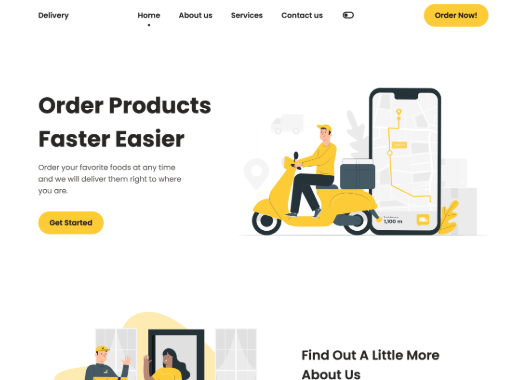 Delivery
Home
About us
Services
Contact us
Order Now!
Order Products
Faster Easier
Order your favorite foods at any time
and we will deliver them right to where
you are.
Get Started
1,100 m
Find Out A Little More
About Us